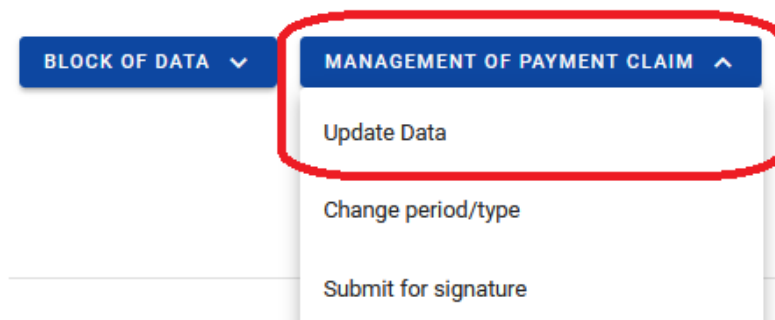 BLOCK OF DATA
MANAGEMENT OF PAYMENT CLAIM
Update Data
Change period/type
Submit for signature